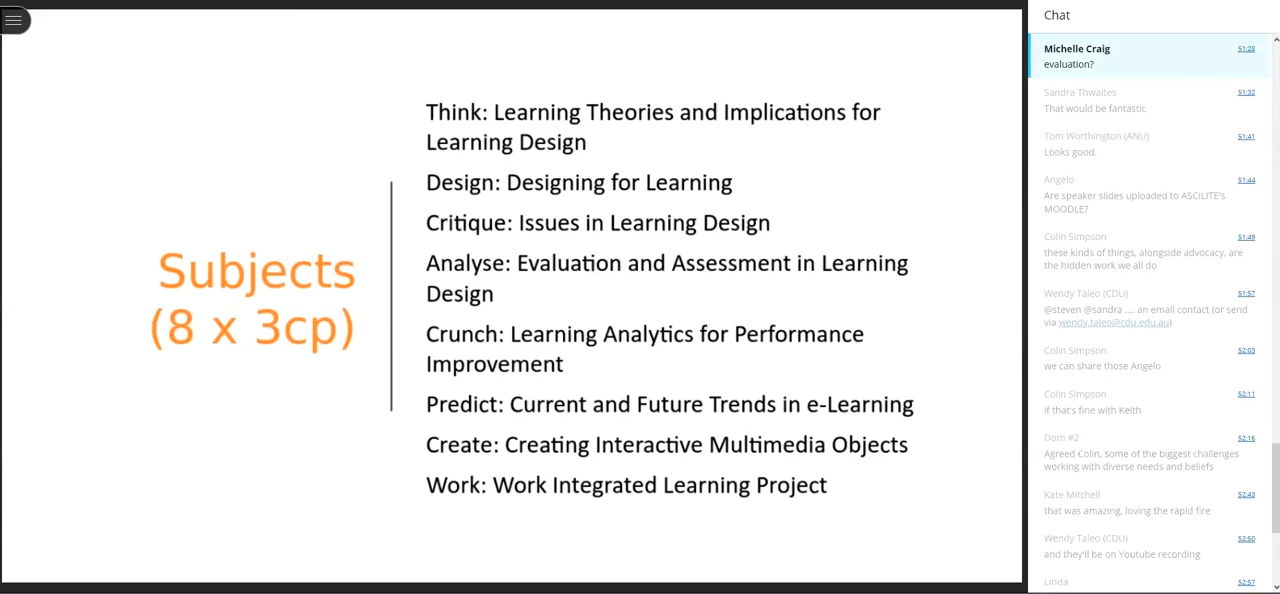 Subjects
(8 x 3cp)
Think: Learning Theories and Implications for
Learning Design
Design: Designing for Learning
Critique: Issues in Learning Design
Analyse: Evaluation and Assessment in Learning
Design
Crunch: Learning Analytics for Performance
Improvement
Predict: Current and Future Trends in e-Learning
Create: Creating Interactive Multimedia Objects
Work: Work Integrated Learning Project
Chat
Michelle Craig 51:28
evaluation?
Sandra Thwaites 51:32
That would be fantastic
Tom Worthington (ANU) 51:41
Looks good.
Angelo 51:44
Are speaker slides uploaded to ASCILITE's
MOODLE?
Colin Simpson 51:49
these kinds of things, alongside advocacy, are
the hidden work we all do
Wendy Taleo (CDU) 51:57
@steven @sandra .... an email contact (or send
via wendy.taleo@cdu.edu.au)
Colin Simpson 52:03
we can share those Angelo
Colin Simpson 52:11
if that's fine with Keith
Dom #2 52:16
Agreed Colin, some of the biggest challenges
working with diverse needs and beliefs
Kate Mitchell 52:43
that was amazing, loving the rapid fire
Wendy Taleo (CDU) 52:50
and they'll be on Youtube recording
Linda 52:57